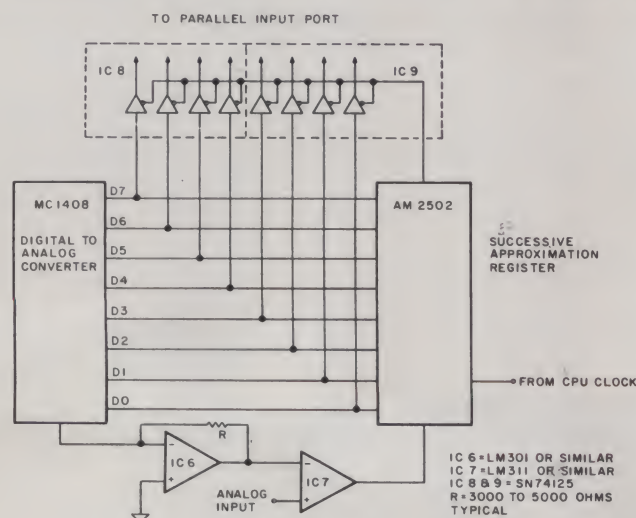 TO PARALLEL INPUT PORT
IC 8
IC 9
MC1408
DIGITAL TO
ANALOG
CONVERTER
D7
D6
D5
D4
D3
D2
D1
D0
AM 2502
SUCCESSIVE
APPROXIMATION
REGISTER
FROM CPU CLOCK
R
-
+
IC6
-
+
IC7
ANALOG
INPUT
IC 6 = LM301 OR SIMILAR
IC 7 = LM311 OR SIMILAR
IC 8 & 9 = SN74125
R = 3000 TO 5000 OHMS
TYPICAL